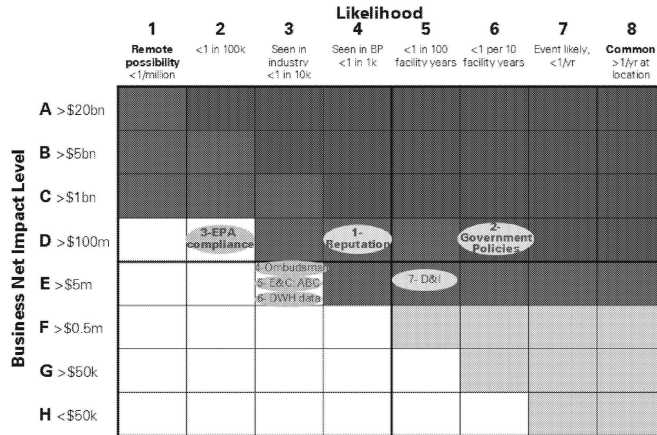 Likelihood
1 2 3 4 5 6 7 8
Remote possibility <1/million
<1 in 100k
Seen in industry <1 in 10k
Seen in BP <1 in 1k
<1 in 100 facility years
<1 per 10 facility years
Event likely, <1/yr
Common >1/yr at location
Business Net Impact Level
A >$20bn
B >$5bn
C >$1bn
D >$100m
3-EPA compliance
1- Reputation
2- Government Policies
E >$5m
4-Ombudsman
5- E&C: ABC
6- DWH data
7- D&I
F >$0.5m
G >$50k
H <$50k